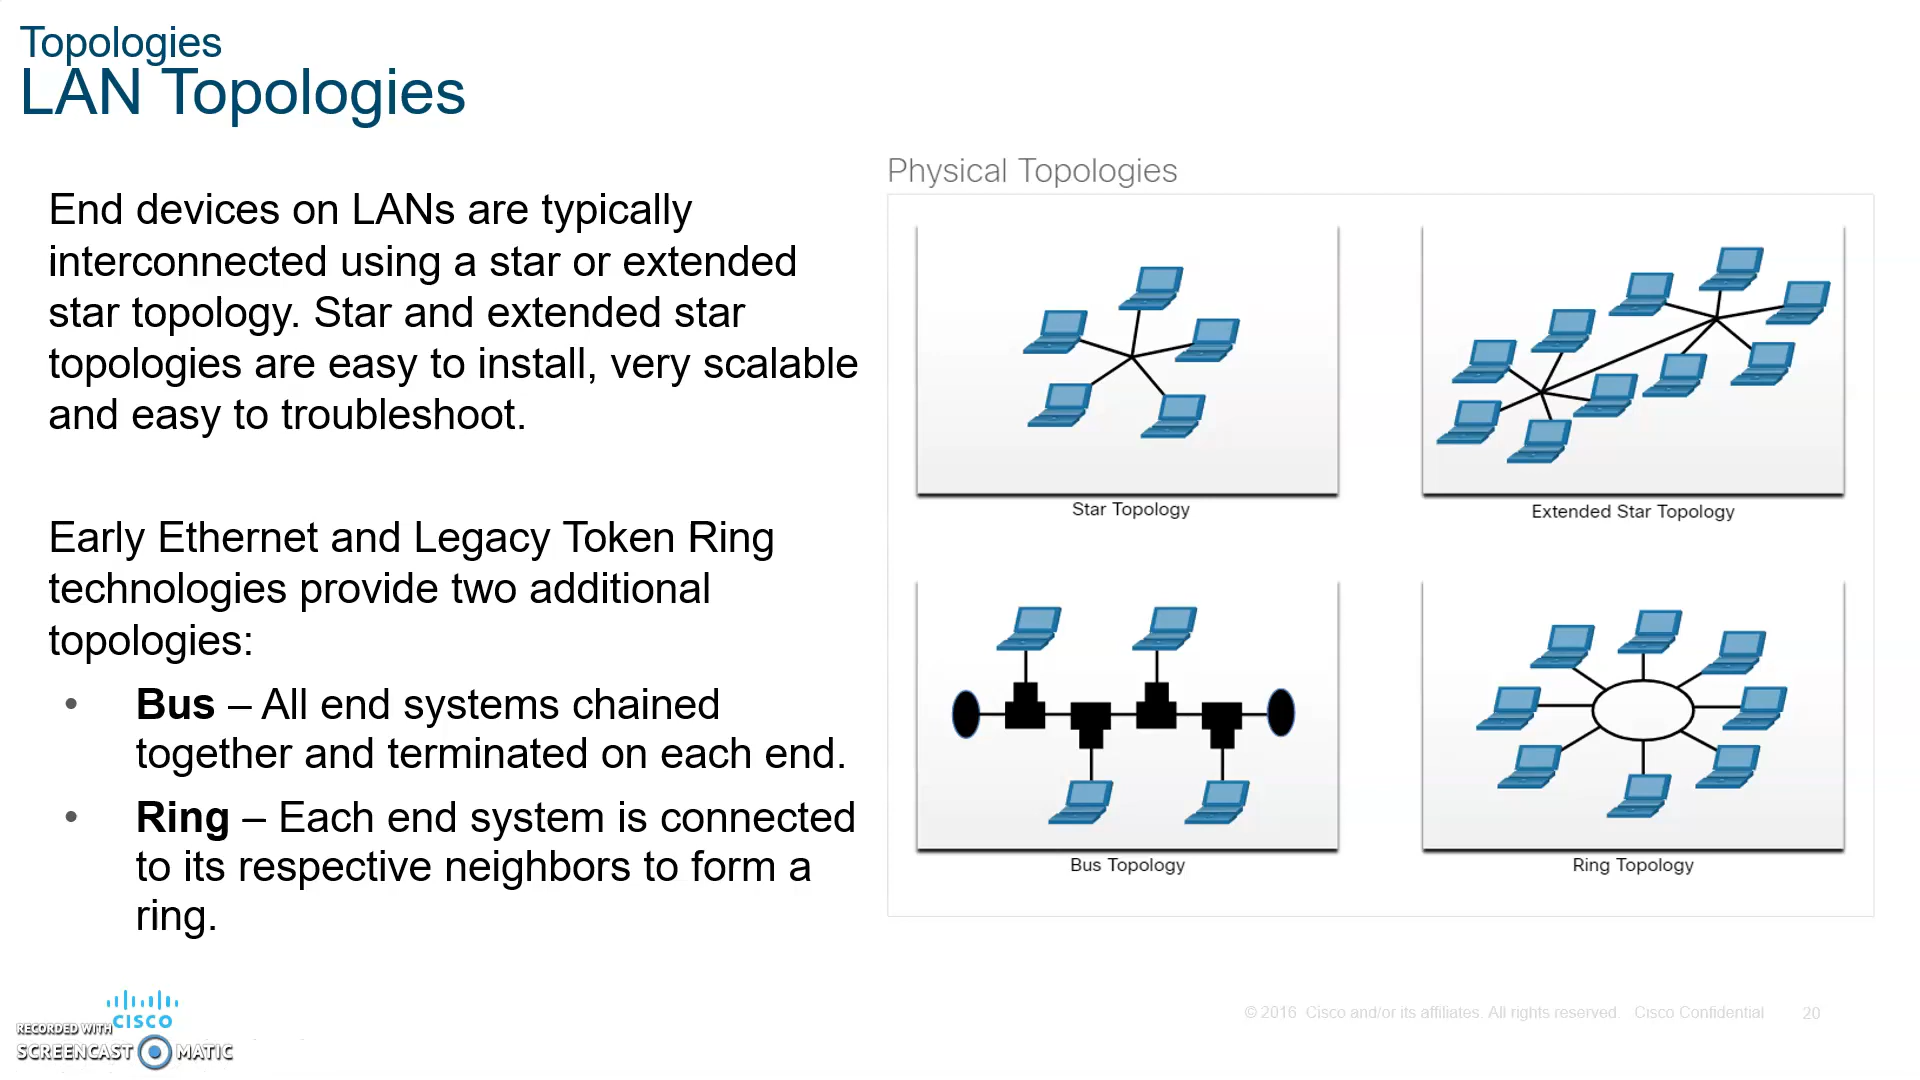 Topologies
LAN Topologies
End devices on LANs are typically
interconnected using a star or extended
star topology. Star and extended star
topologies are easy to install, very scalable
and easy to troubleshoot.
Early Ethernet and Legacy Token Ring
technologies provide two additional
topologies:
• Bus – All end systems chained
together and terminated on each end.
• Ring – Each end system is connected
to its respective neighbors to form a
ring.
Physical Topologies
Star Topology
Extended Star Topology
Bus Topology
Ring Topology
CISCO
RECORDED WITH
SCREENCAST MATIC
© 2016 Cisco and/or its affiliates. All rights reserved. Cisco Confidential
20